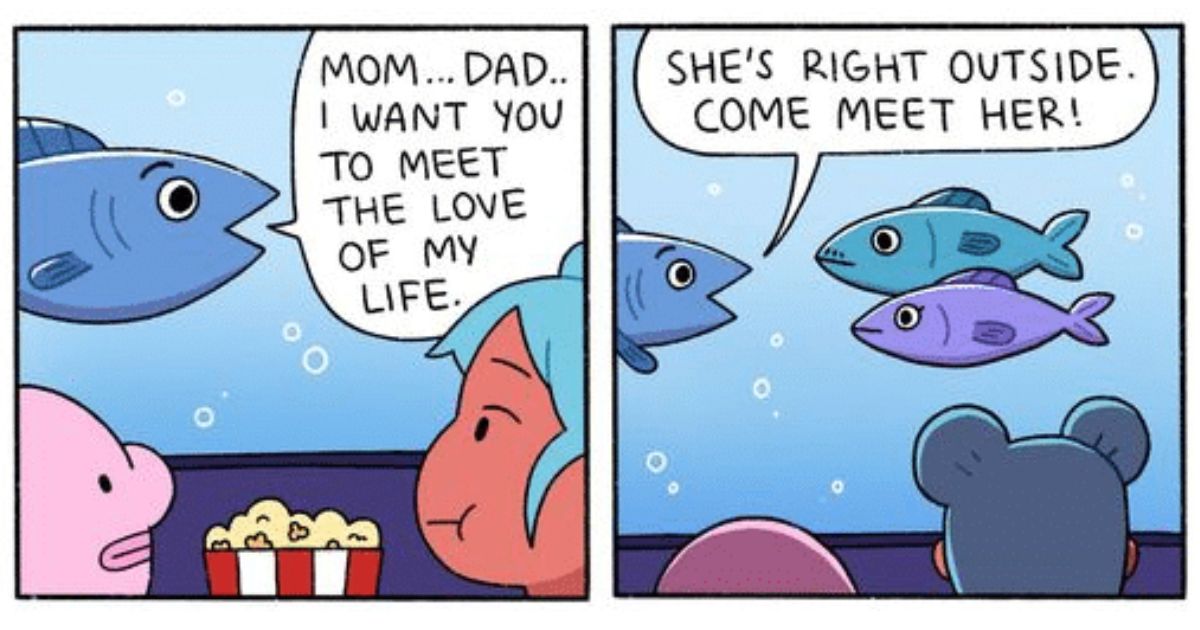 MOM... DAD..
I WANT YOU
TO MEET
THE LOVE
OF MY
LIFE.
SHE'S RIGHT OUTSIDE.
COME MEET HER!